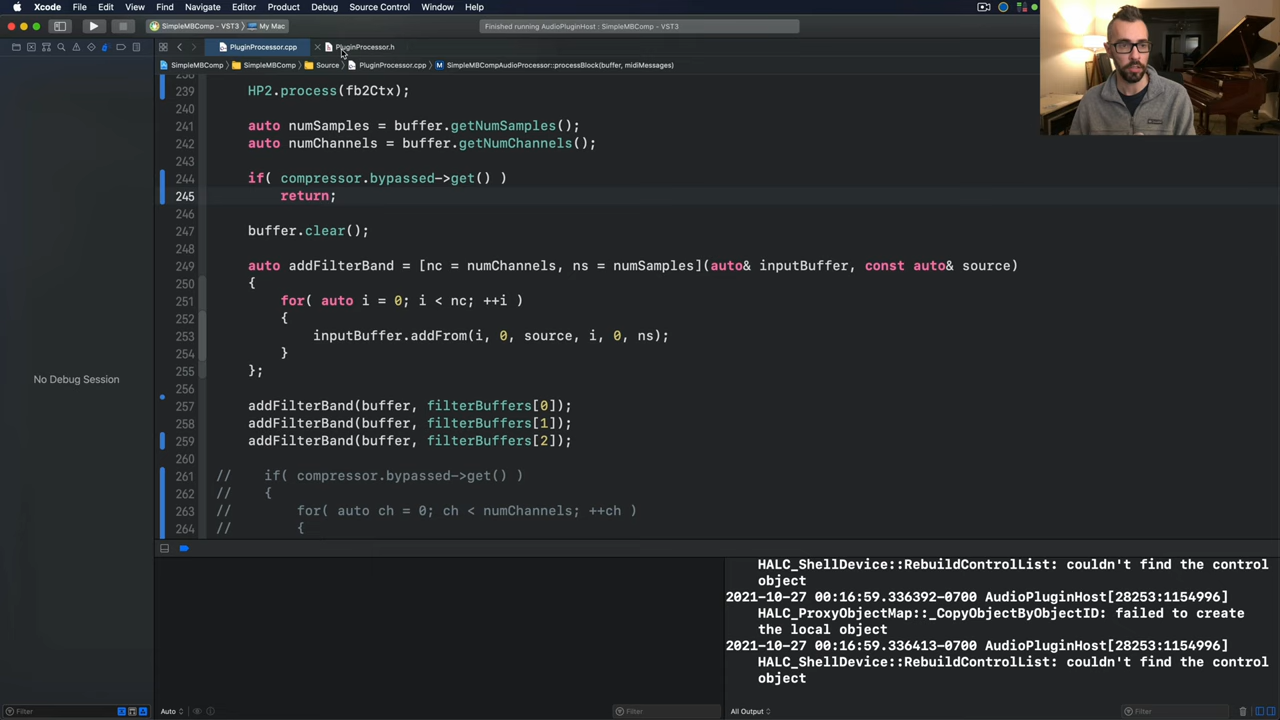 Xcode File Edit View Find Navigate Editor Product Debug Source Control Window Help
SimpleMBComp - VST3 My Mac
Finished running AudioPluginHost : SimpleMBComp - VST3
PluginProcessor.cpp PluginProcessor.h
SimpleMBComp SimpleMBComp Source PluginProcessor.cpp SimpleMBCompAudioProcessor::processBlock(buffer, midiMessages)
239 HP2.process(fb2Ctx);
240
241 auto numSamples = buffer.getNumSamples();
242 auto numChannels = buffer.getNumChannels();
243
244 if( compressor.bypassed->get() )
245 return;
246
247 buffer.clear();
248
249 auto addFilterBand = [nc = numChannels, ns = numSamples](auto& inputBuffer, const auto& source)
250 {
251 for( auto i = 0; i < nc; ++i )
252 {
253 inputBuffer.addFrom(i, 0, source, i, 0, ns);
254 }
255 };
256
257 addFilterBand(buffer, filterBuffers[0]);
258 addFilterBand(buffer, filterBuffers[1]);
259 addFilterBand(buffer, filterBuffers[2]);
260
261 // if( compressor.bypassed->get() )
262 // {
263 // for( auto ch = 0; ch < numChannels; ++ch )
264 // {
No Debug Session
HALC_ShellDevice::RebuildControlList: couldn't find the control
object
2021-10-27 00:16:59.336392-0700 AudioPluginHost[28253:1154996]
HALC_ProxyObjectMap::_CopyObjectByObjectID: failed to create
the local object
2021-10-27 00:16:59.336413-0700 AudioPluginHost[28253:1154996]
HALC_ShellDevice::RebuildControlList: couldn't find the control
object
Filter Auto Filter All Output Filter